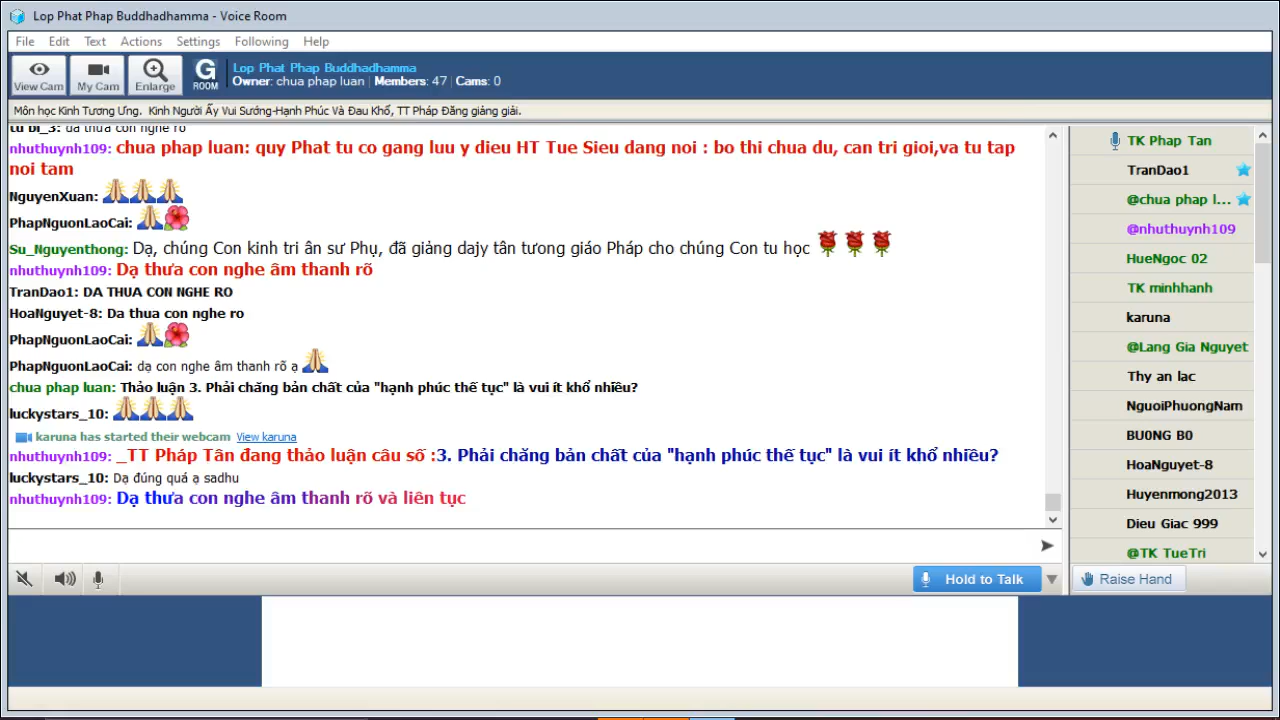 Lop Phat Phap Buddhadhamma - Voice Room
File Edit Text Actions Settings Following Help
View Cam My Cam Enlarge G ROOM
Lop Phat Phap Buddhadhamma
Owner: chua phap luan | Members: 47 | Cams: 0
Môn học Kinh Tương Ưng. Kinh Người Ấy Vui Sướng-Hạnh Phúc Và Đau Khổ, TT Pháp Đăng giảng giải.
tu bi_3: da thưa con nghe ro
nhuthuynh109: chua phap luan: quy Phat tu co gang luu y dieu HT Tue Sieu dang noi : bo thi chua du, can tri gioi,va tu tap
noi tam
NguyenXuan:
PhapNguonLaoCai:
Su_Nguyenthong: Dạ, chúng Con kinh tri ân sư Phụ, đã giảng dajy tân tưong giáo Pháp cho chúng Con tu học
nhuthuynh109: Dạ thưa con nghe âm thanh rõ
TranDao1: DA THUA CON NGHE RO
HoaNguyet-8: Da thua con nghe ro
PhapNguonLaoCai:
PhapNguonLaoCai: dạ con nghe âm thanh rõ ạ
chua phap luan: Thảo luận 3. Phải chăng bản chất của "hạnh phúc thế tục" là vui ít khổ nhiều?
luckystars_10:
karuna has started their webcam View karuna
nhuthuynh109: _TT Pháp Tân đang thảo luận câu số :3. Phải chăng bản chất của "hạnh phúc thế tục" là vui ít khổ nhiều?
luckystars_10: Dạ đúng quá ạ sadhu
nhuthuynh109: Dạ thưa con nghe âm thanh rõ và liên tục
TK Phap Tan
TranDao1
@chua phap l...
@nhuthuynh109
HueNgoc 02
TK minhhanh
karuna
@Lang Gia Nguyet
Thy an lac
NguoiPhuongNam
BU0NG B0
HoaNguyet-8
Huyenmong2013
Dieu Giac 999
@TK TueTri
Hold to Talk
Raise Hand